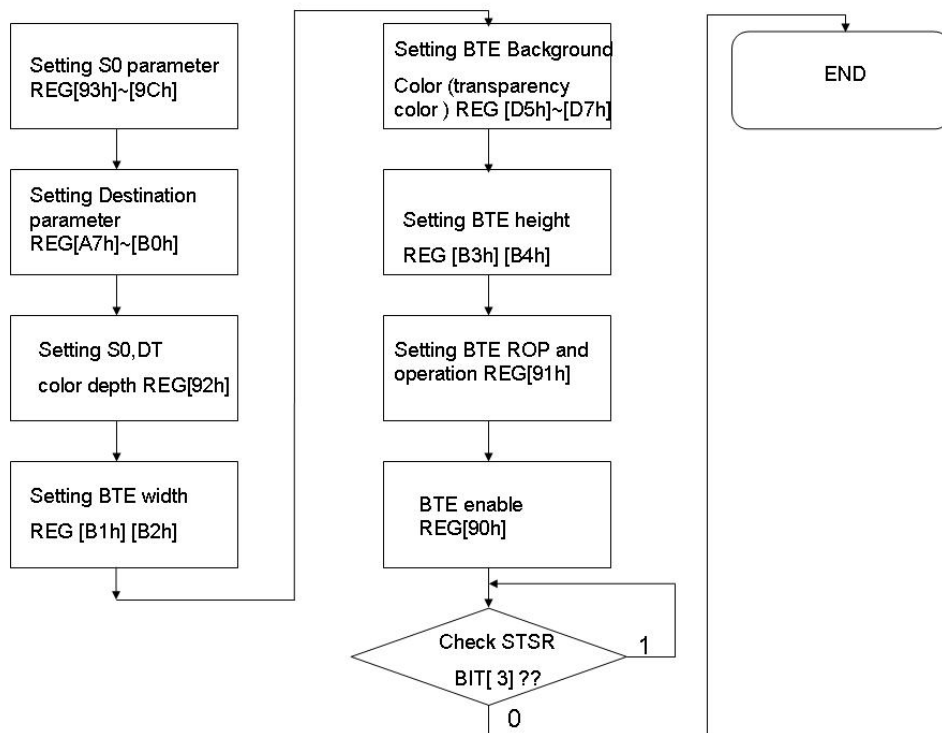 Setting S0 parameter
REG[93h]~[9Ch]
Setting Destination
parameter
REG[A7h]~[B0h]
Setting S0,DT
color depth REG[92h]
Setting BTE width
REG [B1h] [B2h]
Setting BTE Background
Color (transparency
color ) REG [D5h]~[D7h]
Setting BTE height
REG [B3h] [B4h]
Setting BTE ROP and
operation REG[91h]
BTE enable
REG[90h]
Check STSR
BIT[ 3] ??
1
0
END